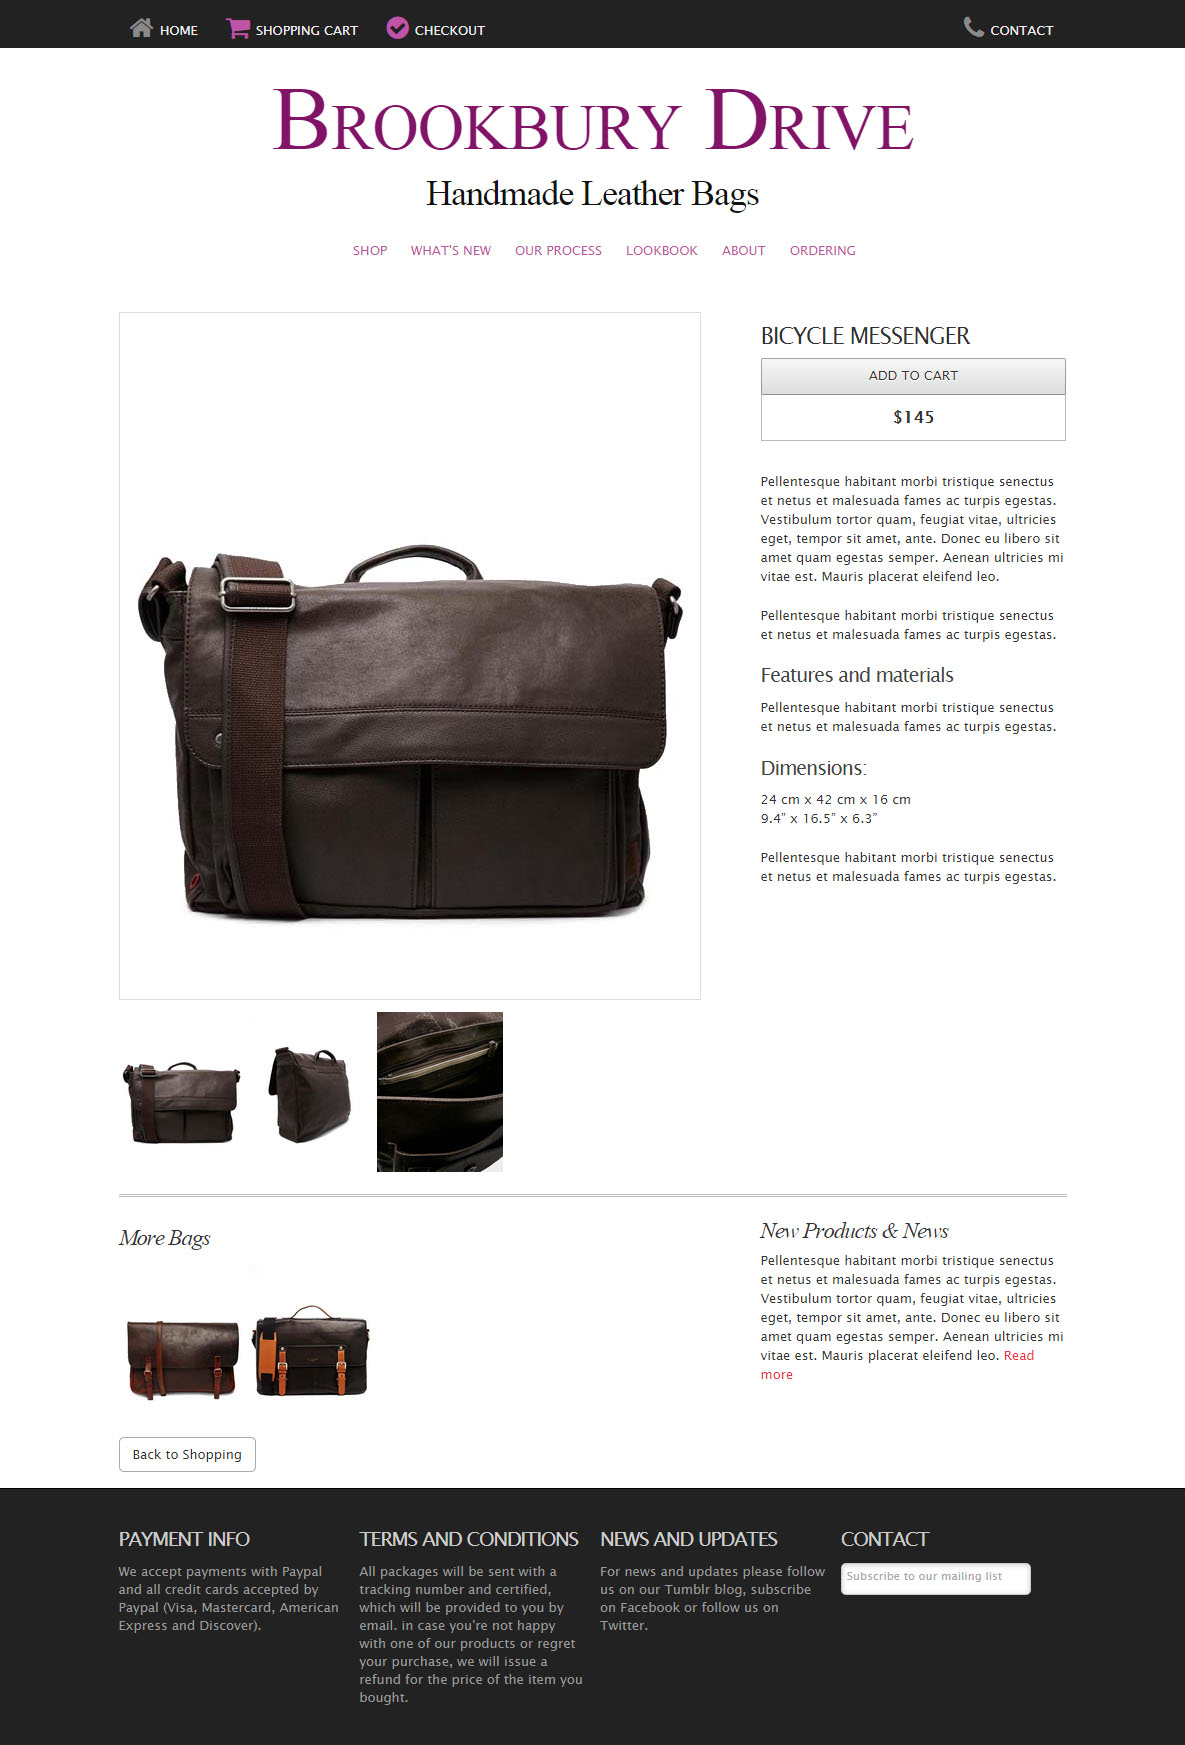 HOME
SHOPPING CART
CHECKOUT
CONTACT
BROOKBURY DRIVE
Handmade Leather Bags
SHOP
WHAT'S NEW
OUR PROCESS
LOOKBOOK
ABOUT
ORDERING
BICYCLE MESSENGER
ADD TO CART
$145
Pellentesque habitant morbi tristique senectus
et netus et malesuada fames ac turpis egestas.
Vestibulum tortor quam, feugiat vitae, ultricies
eget, tempor sit amet, ante. Donec eu libero sit
amet quam egestas semper. Aenean ultricies mi
vitae est. Mauris placerat eleifend leo.
Pellentesque habitant morbi tristique senectus
et netus et malesuada fames ac turpis egestas.
Features and materials
Pellentesque habitant morbi tristique senectus
et netus et malesuada fames ac turpis egestas.
Dimensions:
24 cm x 42 cm x 16 cm
9.4” x 16.5” x 6.3”
Pellentesque habitant morbi tristique senectus
et netus et malesuada fames ac turpis egestas.
More Bags
Back to Shopping
New Products & News
Pellentesque habitant morbi tristique senectus
et netus et malesuada fames ac turpis egestas.
Vestibulum tortor quam, feugiat vitae, ultricies
eget, tempor sit amet, ante. Donec eu libero sit
amet quam egestas semper. Aenean ultricies mi
vitae est. Mauris placerat eleifend leo. Read
more
PAYMENT INFO
We accept payments with Paypal
and all credit cards accepted by
Paypal (Visa, Mastercard, American
Express and Discover).
TERMS AND CONDITIONS
All packages will be sent with a
tracking number and certified,
which will be provided to you by
email. in case you're not happy
with one of our products or regret
your purchase, we will issue a
refund for the price of the item you
bought.
NEWS AND UPDATES
For news and updates please follow
us on our Tumblr blog, subscribe
on Facebook or follow us on
Twitter.
CONTACT
Subscribe to our mailing list